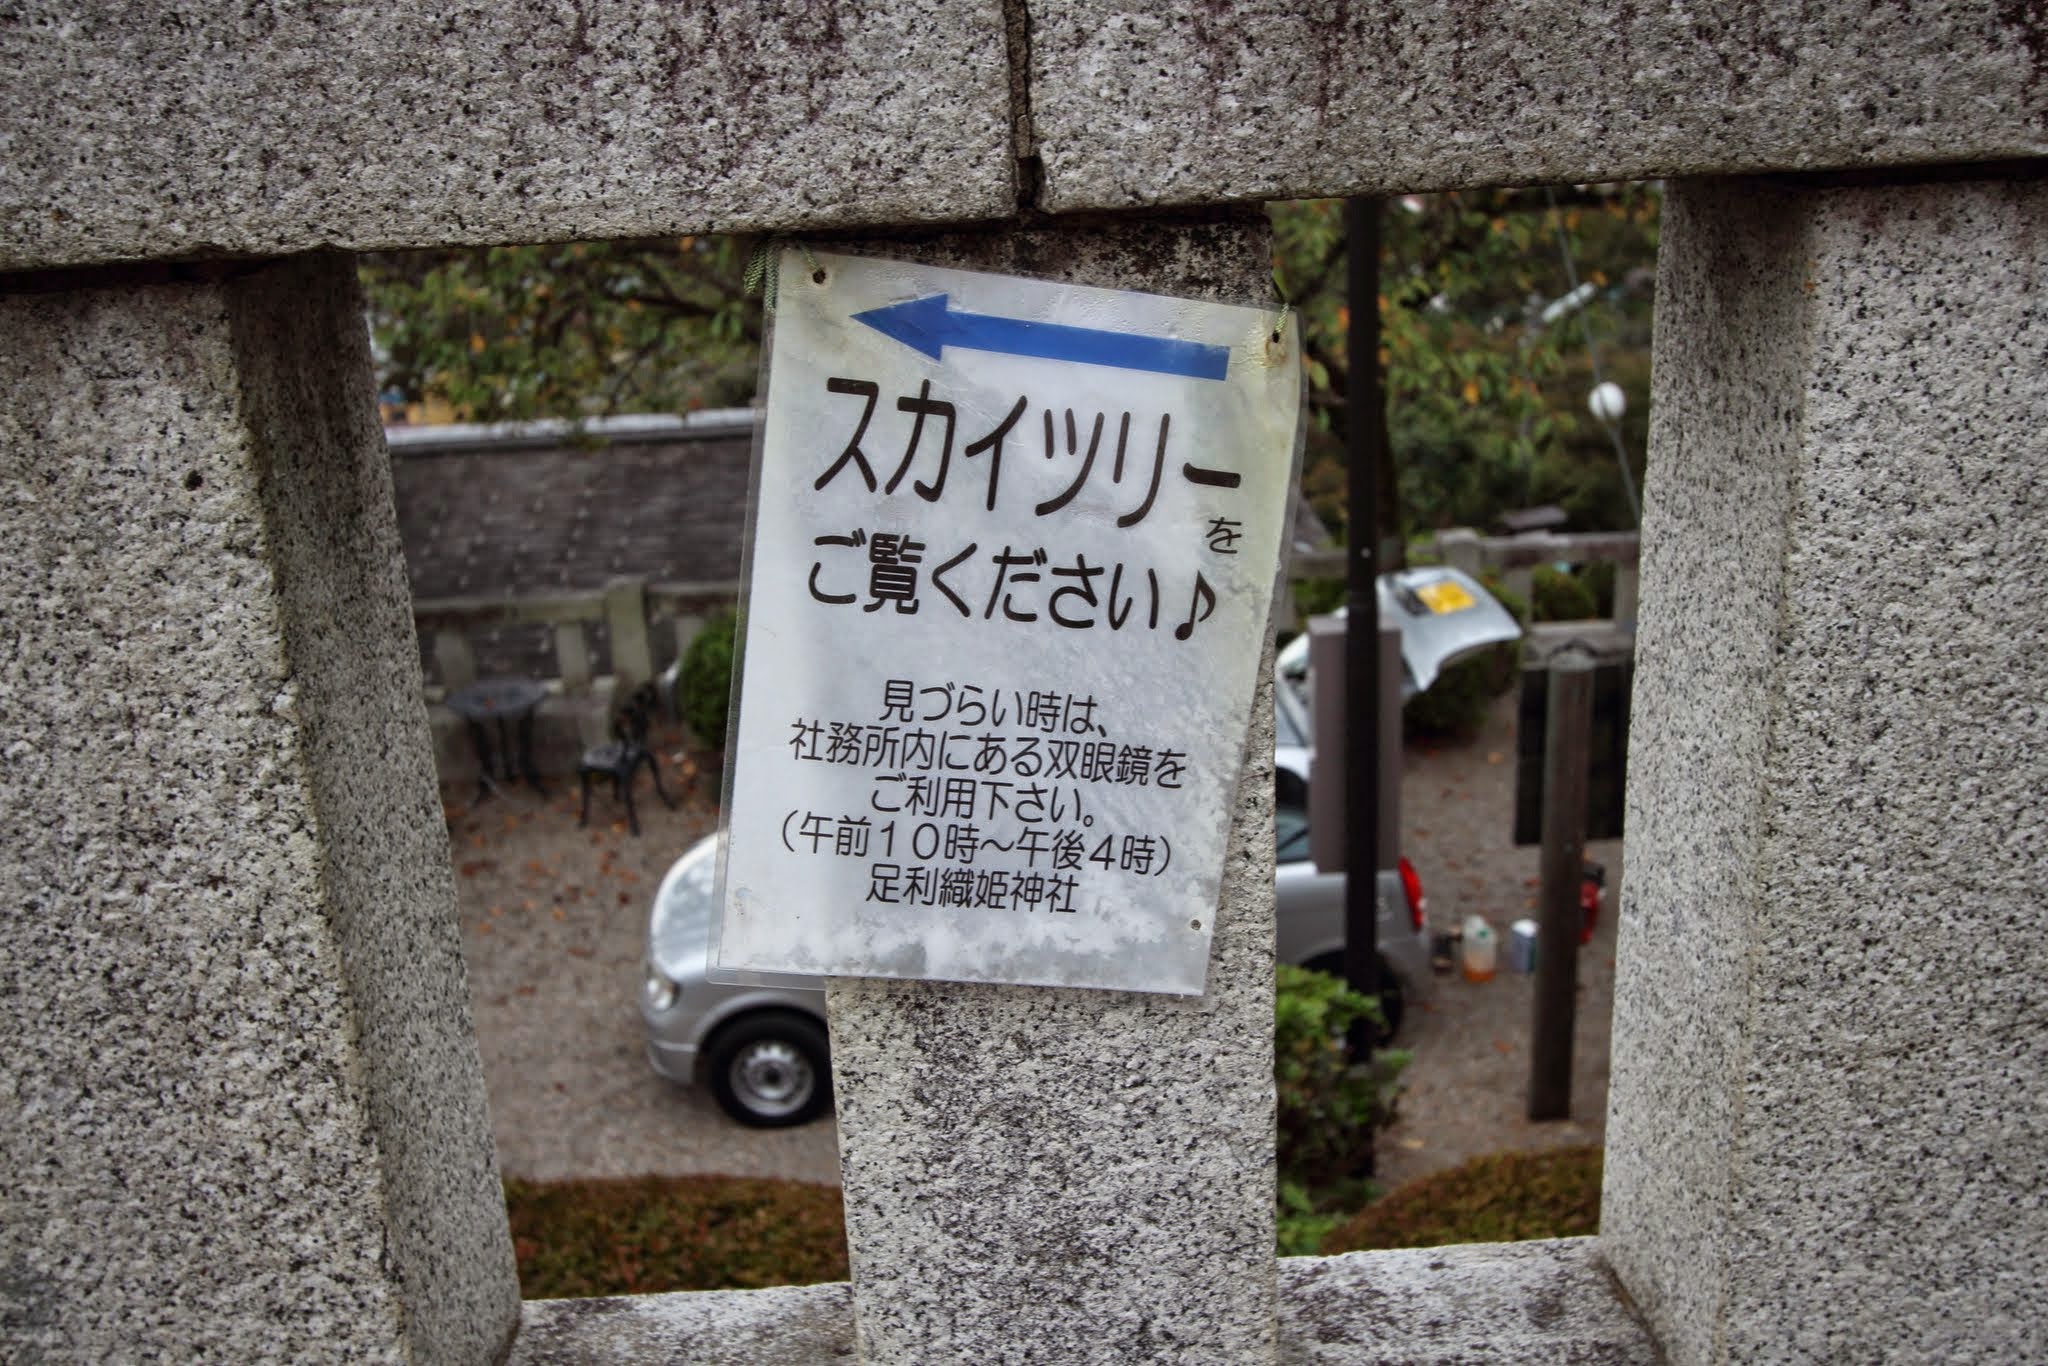 スカイツリーを
ご覧ください♪
見づらい時は、
社務所内にある双眼鏡を
ご利用下さい。
（午前１０時～午後４時）
足利織姫神社